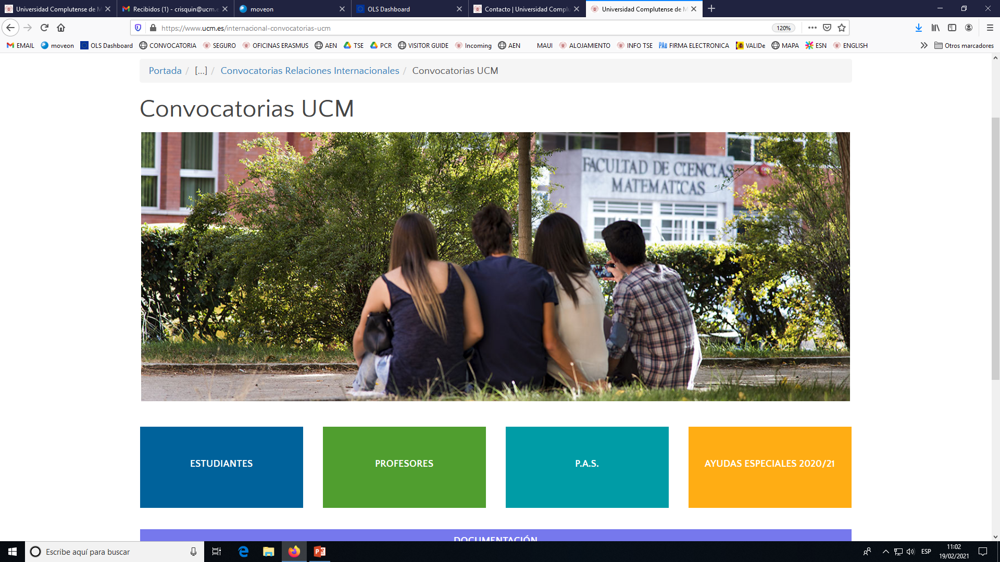 Universidad Complutense de M
Recibidos (1) - crisquin@ucm.e
moveon
OLS Dashboard
Contacto | Universidad Complu
Universidad Complutense de M
https://www.ucm.es/internacional-convocatorias-ucm
120%
EMAIL
moveon
OLS Dashboard
CONVOCATORIA
SEGURO
OFICINAS ERASMUS
AEN
TSE
PCR
VISITOR GUIDE
Incoming
AEN
MAUI
ALOJAMIENTO
INFO TSE
FIRMA ELECTRONICA
VALIDe
MAPA
ESN
ENGLISH
Otros marcadores
Portada / [...] / Convocatorias Relaciones Internacionales / Convocatorias UCM
Convocatorias UCM
FACULTAD DE CIENCIAS
MATEMATICAS
ESTUDIANTES
PROFESORES
P.A.S.
AYUDAS ESPECIALES 2020/21
DOCUMENTACIÓN
Escribe aquí para buscar
ESP
11:02
19/02/2021